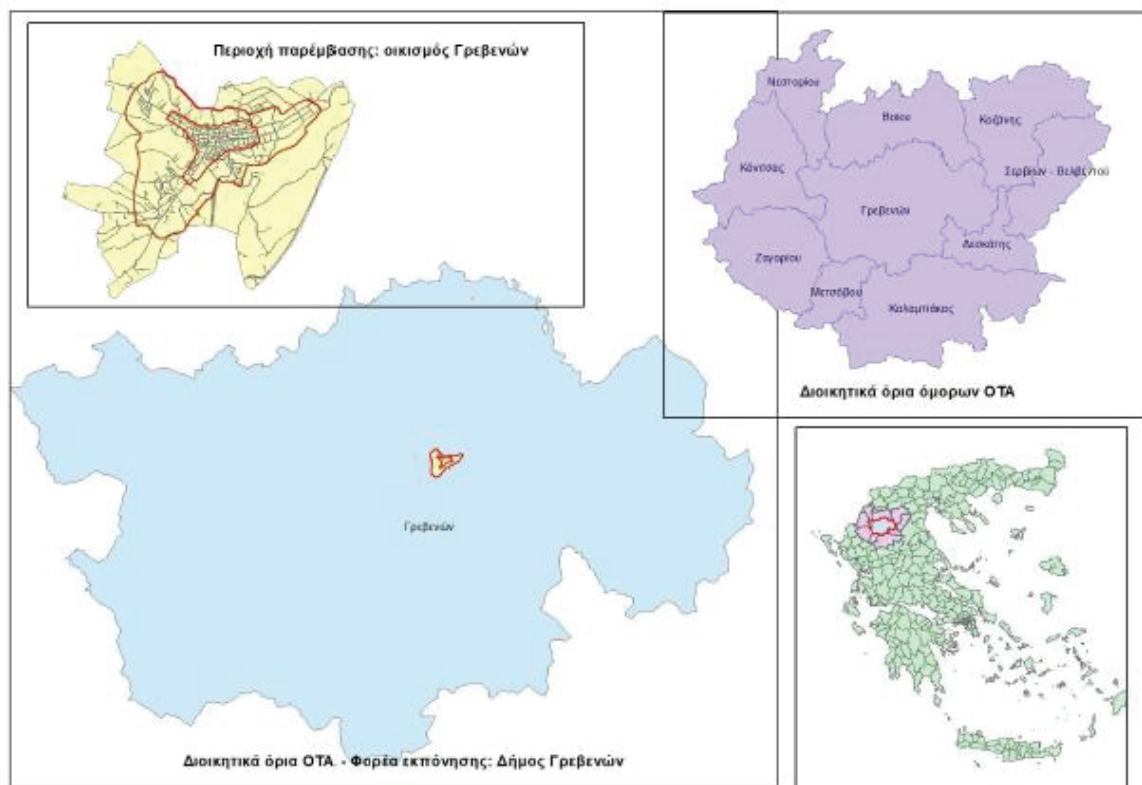 Περιοχή παρέμβασης: οικισμός Γρεβενών
Νεστορίου
Βοΐου
Κοζάνης
Κόνιτσας
Σερβίων - Βελβεντού
Γρεβενών
Δεσκάτης
Ζαγορίου
Μετσόβου
Καλαμπάκας
Διοικητικά όρια όμορων ΟΤΑ
Γρεβενών
Διοικητικά όρια ΟΤΑ - Φορέα εκπόνησης: Δήμος Γρεβενών